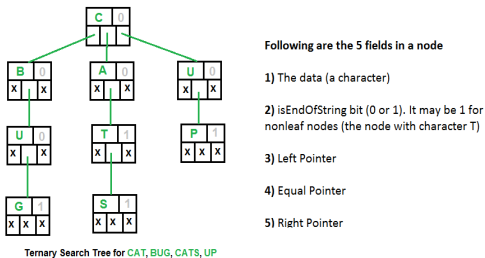 C 0
B 0 A 0 U 0
x x x x x x
U 0 T 1 P 1
x x x x x x x
G 1 S 1
x x x x x x
Following are the 5 fields in a node
1) The data (a character)
2) isEndOfString bit (0 or 1). It may be 1 for
nonleaf nodes (the node with character T)
3) Left Pointer
4) Equal Pointer
5) Right Pointer
Ternary Search Tree for CAT, BUG, CATS, UP